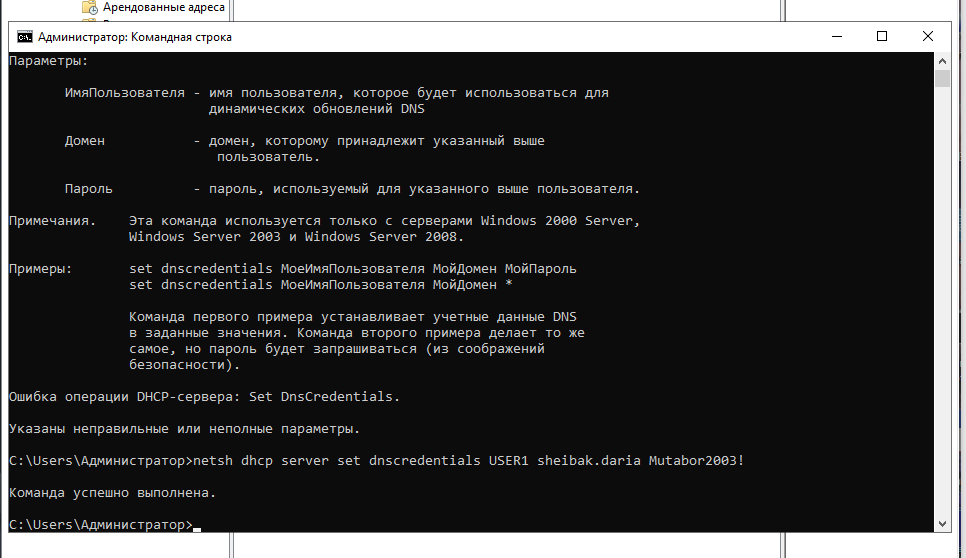 Арендованные адреса
Администратор: Командная строка
Параметры:
ИмяПользователя - имя пользователя, которое будет использоваться для
динамических обновлений DNS
Домен - домен, которому принадлежит указанный выше
пользователь.
Пароль - пароль, используемый для указанного выше пользователя.
Примечания. Эта команда используется только с серверами Windows 2000 Server,
Windows Server 2003 и Windows Server 2008.
Примеры: set dnscredentials МоеИмяПользователя МойДомен МойПароль
set dnscredentials МоеИмяПользователя МойДомен *
Команда первого примера устанавливает учетные данные DNS
в заданные значения. Команда второго примера делает то же
самое, но пароль будет запрашиваться (из соображений
безопасности).
Ошибка операции DHCP-сервера: Set DnsCredentials.
Указаны неправильные или неполные параметры.
C:\Users\Администратор>netsh dhcp server set dnscredentials USER1 sheibak.daria Mutabor2003!
Команда успешно выполнена.
C:\Users\Администратор>